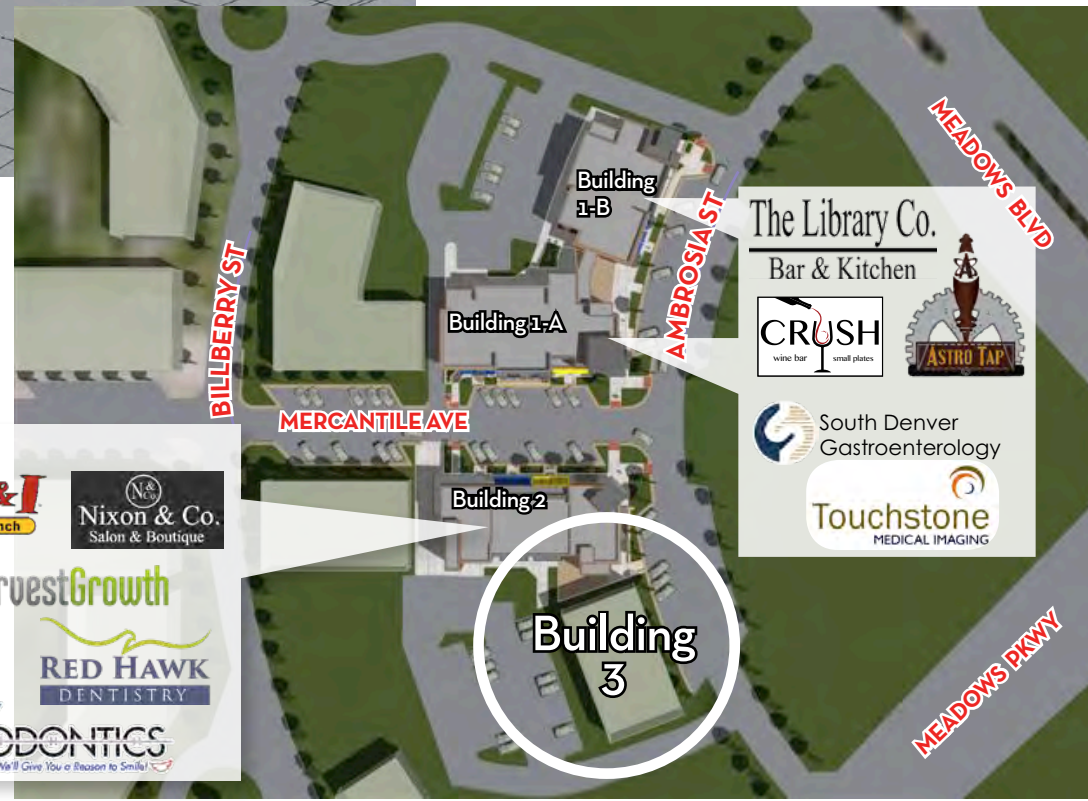 MEADOWS BLVD
Building
1-B
AMBROSIA ST
The Library Co.
Bar & Kitchen
CRUSH
wine bar small plates
ASTRO TAP
BILLBERRY ST
Building 1-A
MERCANTILE AVE
South Denver
Gastroenterology
Touchstone
MEDICAL IMAGING
Building 2
&I
nch
N&
Co
Nixon & Co.
Salon & Boutique
rvestGrowth
RED HAWK
DENTISTRY
ODONTICS
We'll Give You a Reason to Smile!
Building
3
MEADOWS PKWY